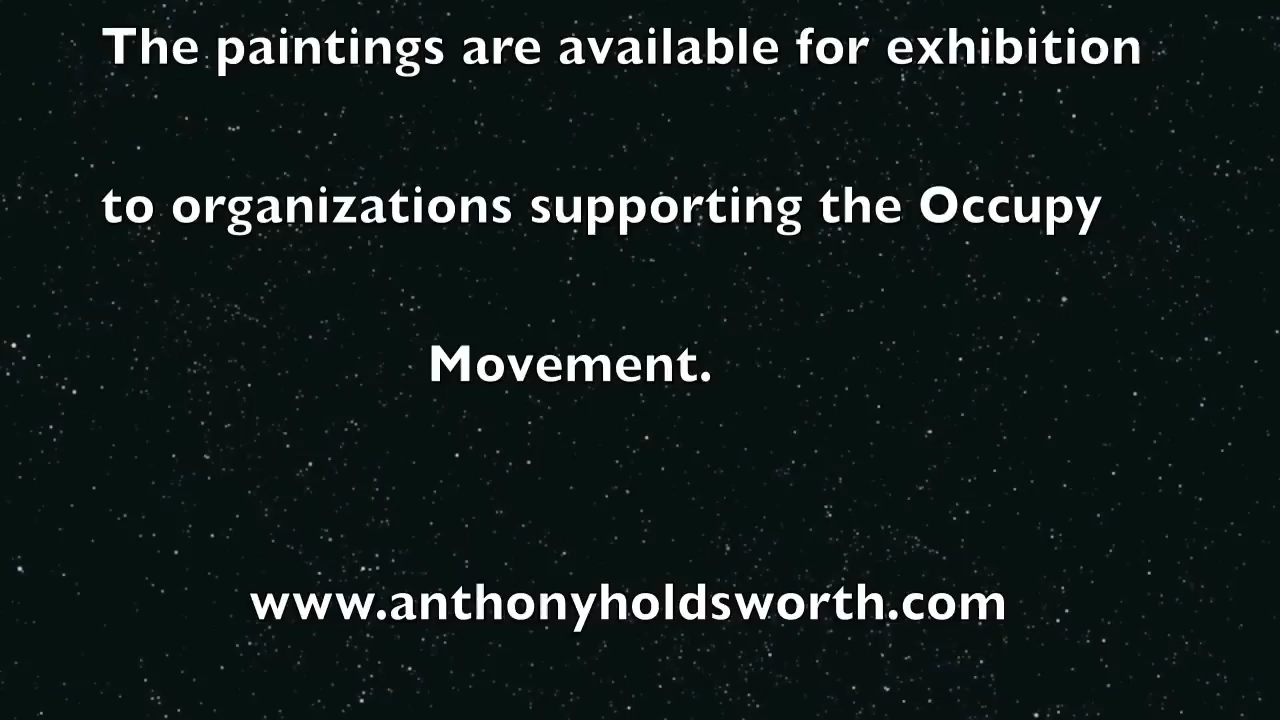 The paintings are available for exhibition
to organizations supporting the Occupy
Movement.
www.anthonyholdsworth.com